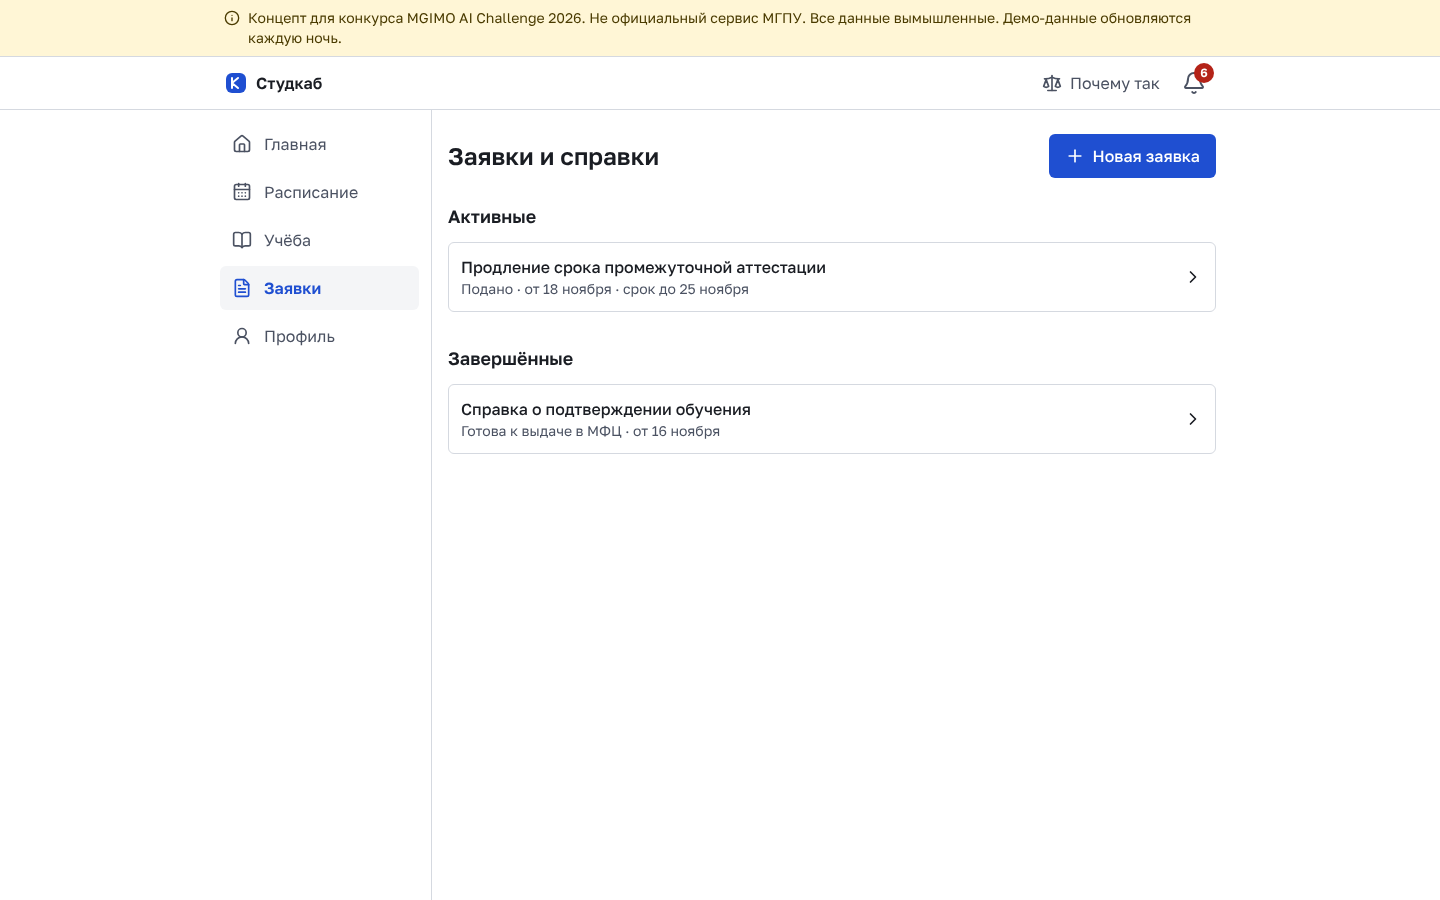 Концепт для конкурса MGIMO AI Challenge 2026. Не официальный сервис МГПУ. Все данные вымышленные. Демо-данные обновляются
каждую ночь.
Студкаб
Почему так
6
Главная
Расписание
Учёба
Заявки
Профиль
Заявки и справки
Новая заявка
Активные
Продление срока промежуточной аттестации
Подано · от 18 ноября · срок до 25 ноября
Завершённые
Справка о подтверждении обучения
Готова к выдаче в МФЦ · от 16 ноября